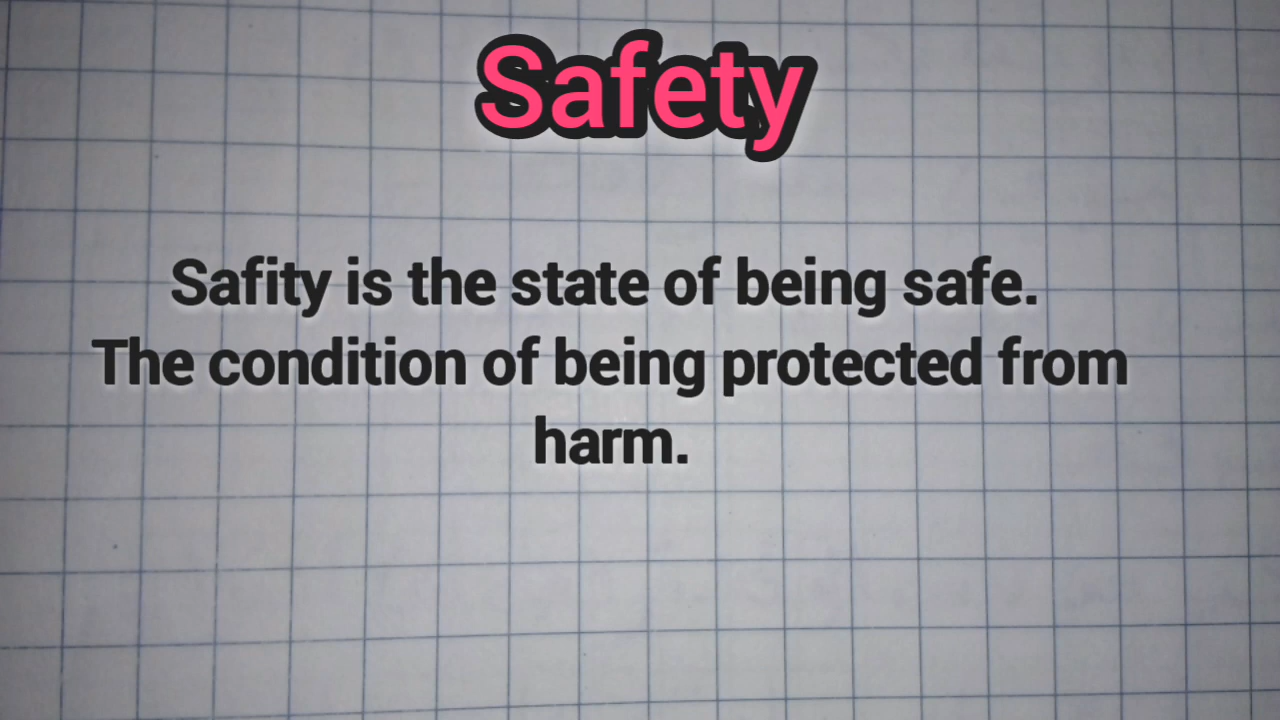 Safety
Safity is the state of being safe.
The condition of being protected from
harm.